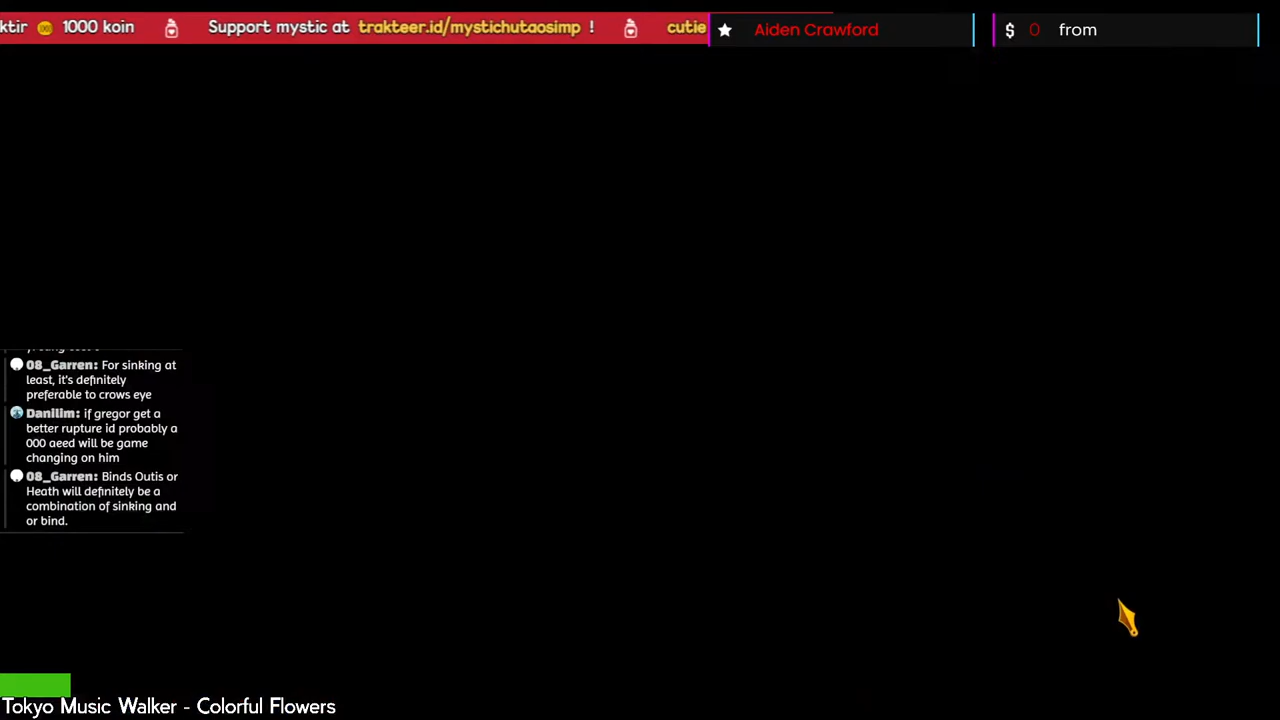 ktir 1000 koin Support mystic at trakteer.id/mystichutaosimp ! cutie
Aiden Crawford
$ 0 from
08_Garren: For sinking at
least, it's definitely
preferable to crows eye
Danilim: if gregor get a
better rupture id probably a
000 aeed will be game
changing on him
08_Garren: Binds Outis or
Heath will definitely be a
combination of sinking and
or bind.
Tokyo Music Walker - Colorful Flowers